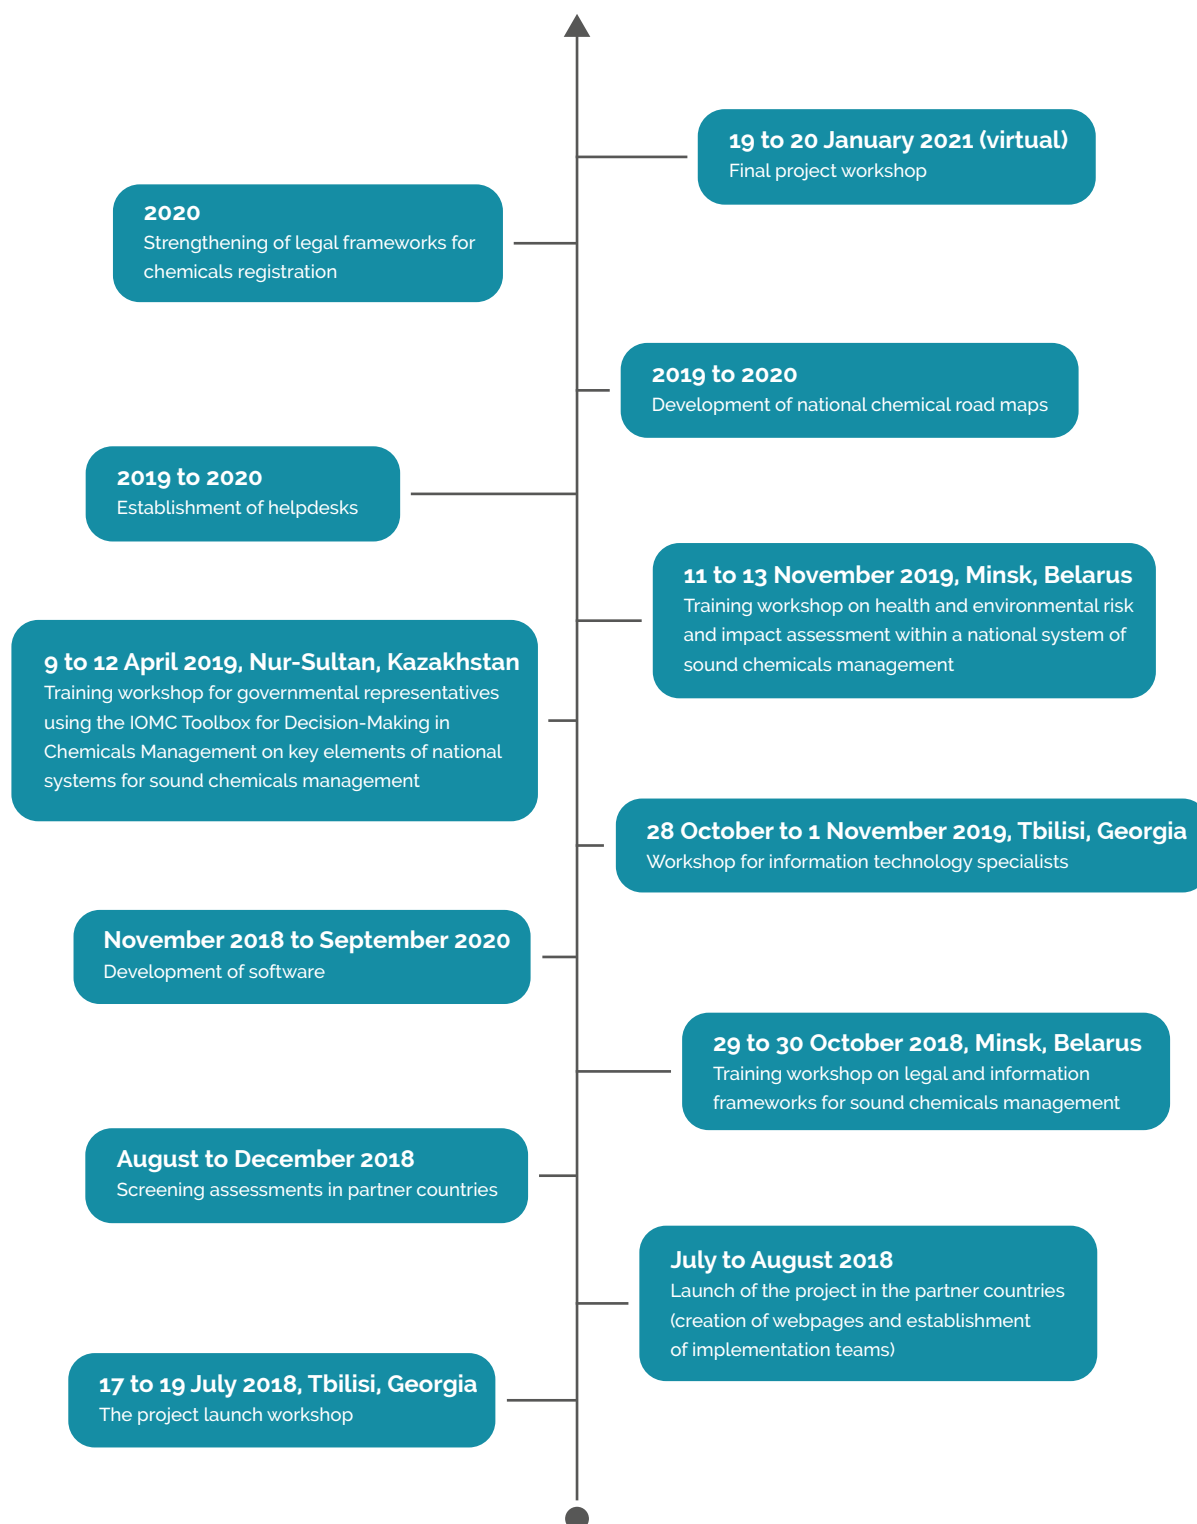 19 to 20 January 2021 (virtual)
Final project workshop
2020
Strengthening of legal frameworks for
chemicals registration
2019 to 2020
Development of national chemical road maps
2019 to 2020
Establishment of helpdesks
11 to 13 November 2019, Minsk, Belarus
Training workshop on health and environmental risk
and impact assessment within a national system of
sound chemicals management
9 to 12 April 2019, Nur-Sultan, Kazakhstan
Training workshop for governmental representatives
using the IOMC Toolbox for Decision-Making in
Chemicals Management on key elements of national
systems for sound chemicals management
28 October to 1 November 2019, Tbilisi, Georgia
Workshop for information technology specialists
November 2018 to September 2020
Development of software
29 to 30 October 2018, Minsk, Belarus
Training workshop on legal and information
frameworks for sound chemicals management
August to December 2018
Screening assessments in partner countries
July to August 2018
Launch of the project in the partner countries
(creation of webpages and establishment
of implementation teams)
17 to 19 July 2018, Tbilisi, Georgia
The project launch workshop